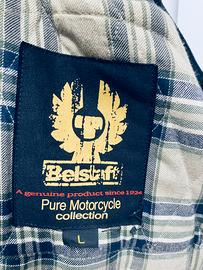 Belstaff
A genuine product since 1924
Pure Motorcycle
collection
L